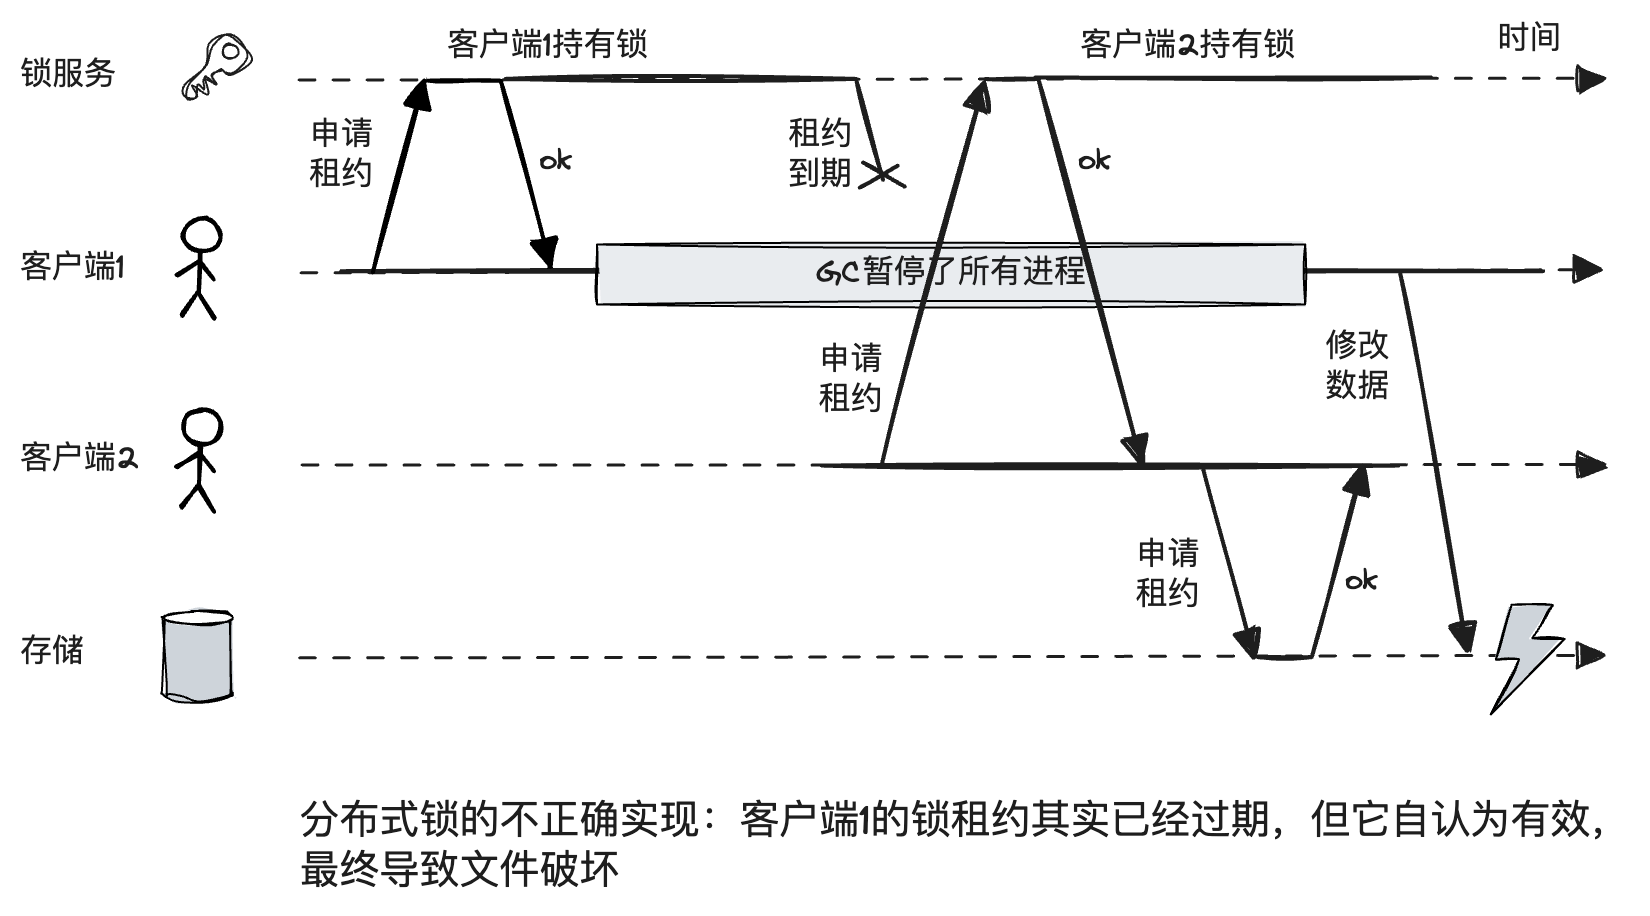 客户端1持有锁
客户端2持有锁
时间
锁服务
申请
租约
ok
租约
到期
ok
客户端1
GC暂停了所有进程
申请
租约
修改
数据
客户端2
申请
租约
ok
存储
分布式锁的不正确实现：客户端1的锁租约其实已经过期，但它自认为有效，
最终导致文件破坏